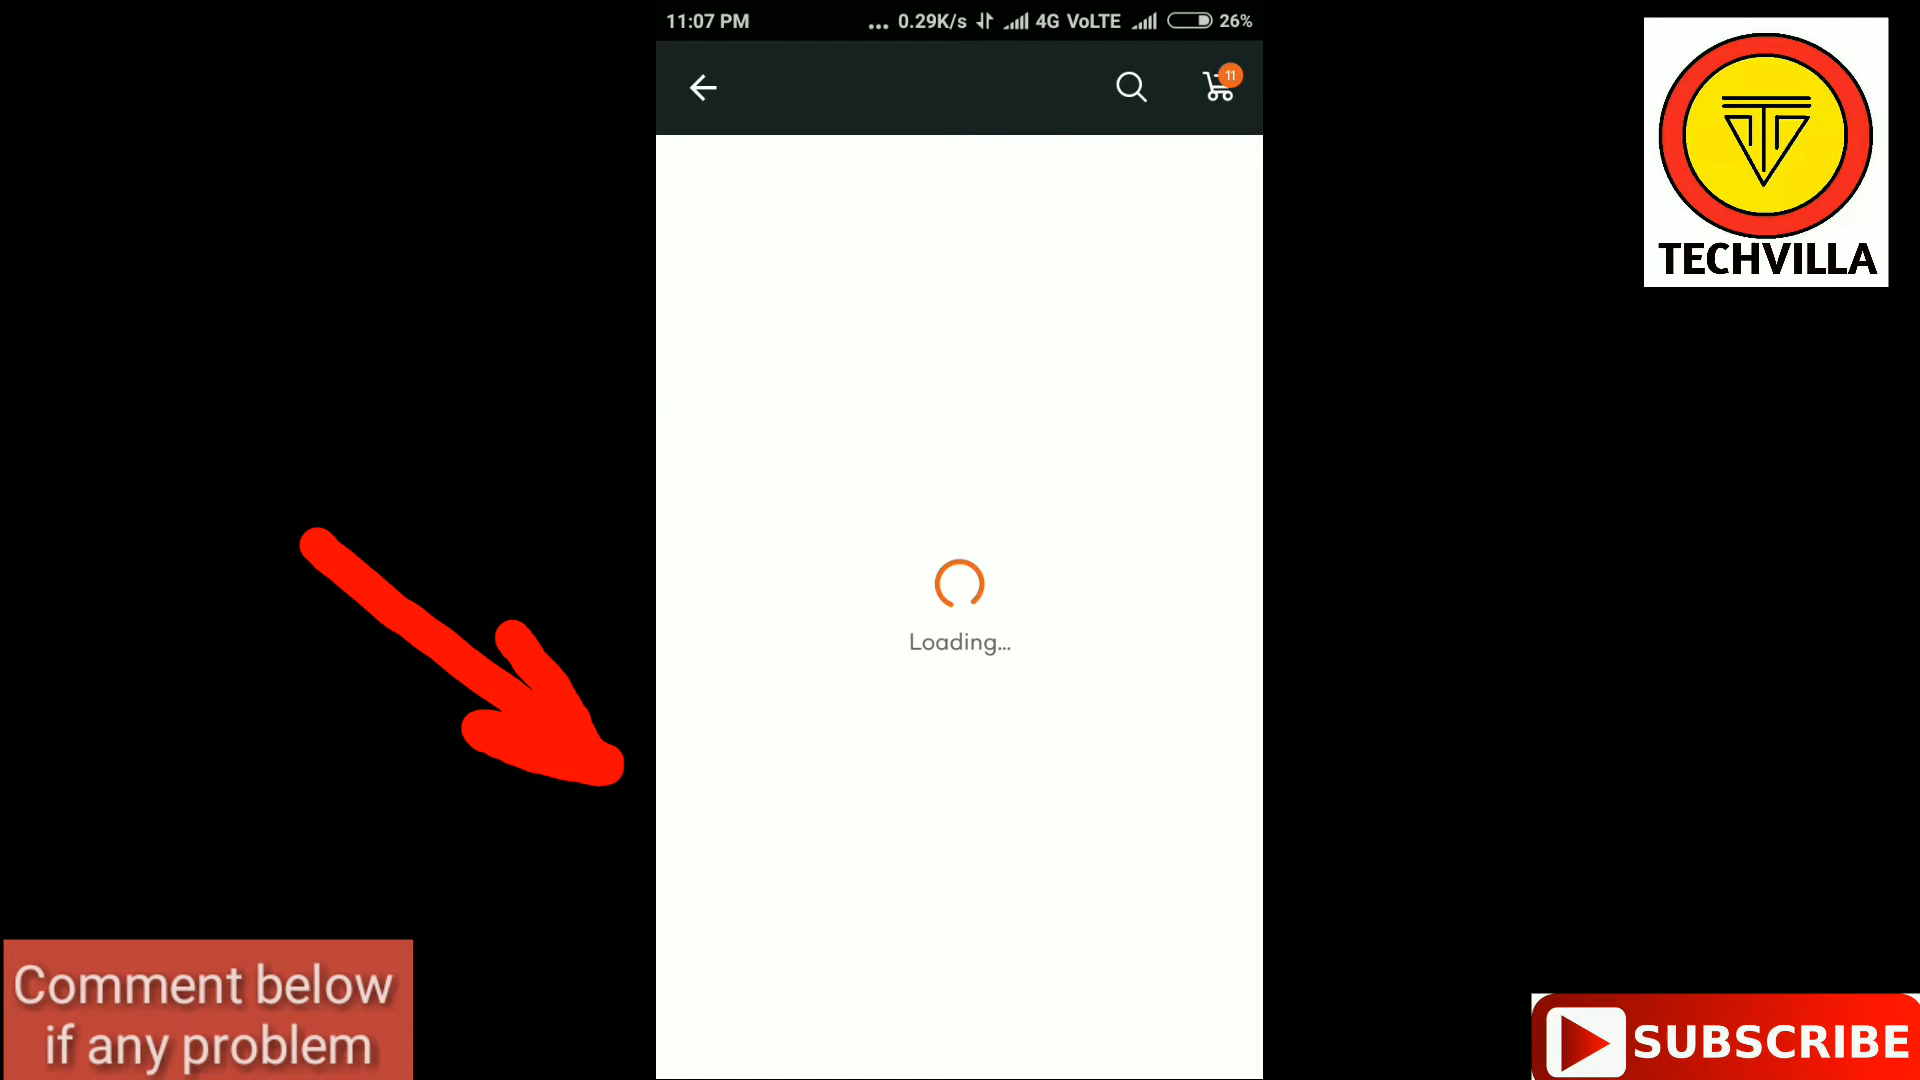 11:07 PM ... 0.29K/s 4G VoLTE 26%
11
TECHVILLA
Loading...
Comment below
if any problem
SUBSCRIBE